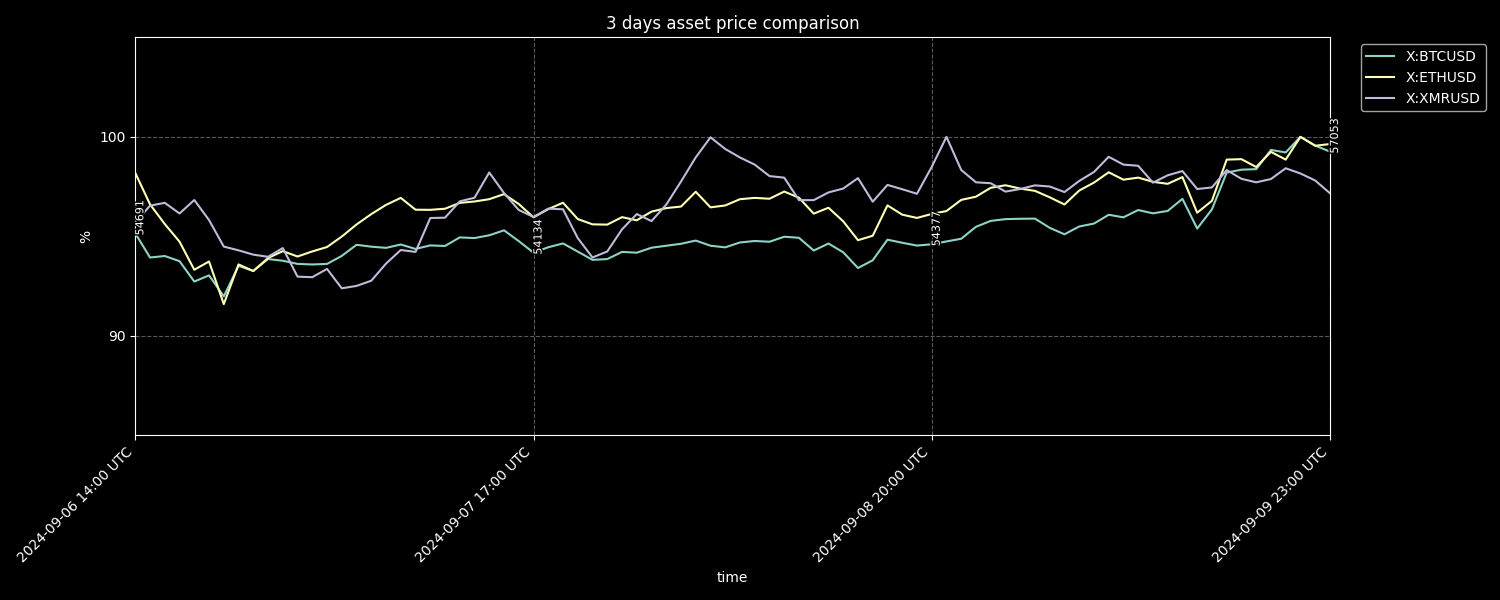 3 days asset price comparison
X:BTCUSD
X:ETHUSD
X:XMRUSD
100
90
%
54691
54134
54377
57053
2024-09-06 14:00 UTC
2024-09-07 17:00 UTC
2024-09-08 20:00 UTC
2024-09-09 23:00 UTC
time